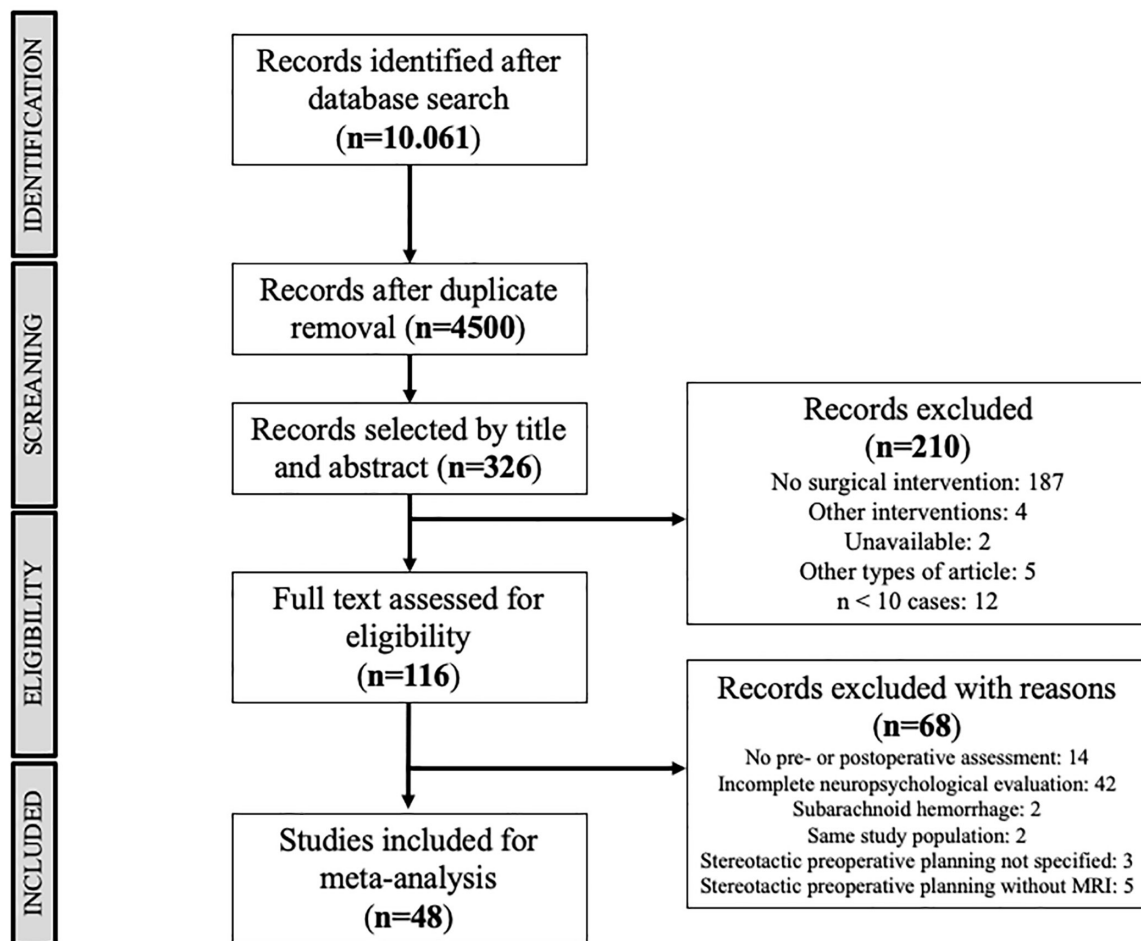 IDENTIFICATION
Records identified after
database search
(n=10.061)
SCREANING
Records after duplicate
removal (n=4500)
Records selected by title
and abstract (n=326)
Records excluded
(n=210)
No surgical intervention: 187
Other interventions: 4
Unavailable: 2
Other types of article: 5
n < 10 cases: 12
ELIGIBILITY
Full text assessed for
eligibility
(n=116)
Records excluded with reasons
(n=68)
No pre- or postoperative assessment: 14
Incomplete neuropsychological evaluation: 42
Subarachnoid hemorrhage: 2
Same study population: 2
Stereotactic preoperative planning not specified: 3
Stereotactic preoperative planning without MRI: 5
INCLUDED
Studies included for
meta-analysis
(n=48)